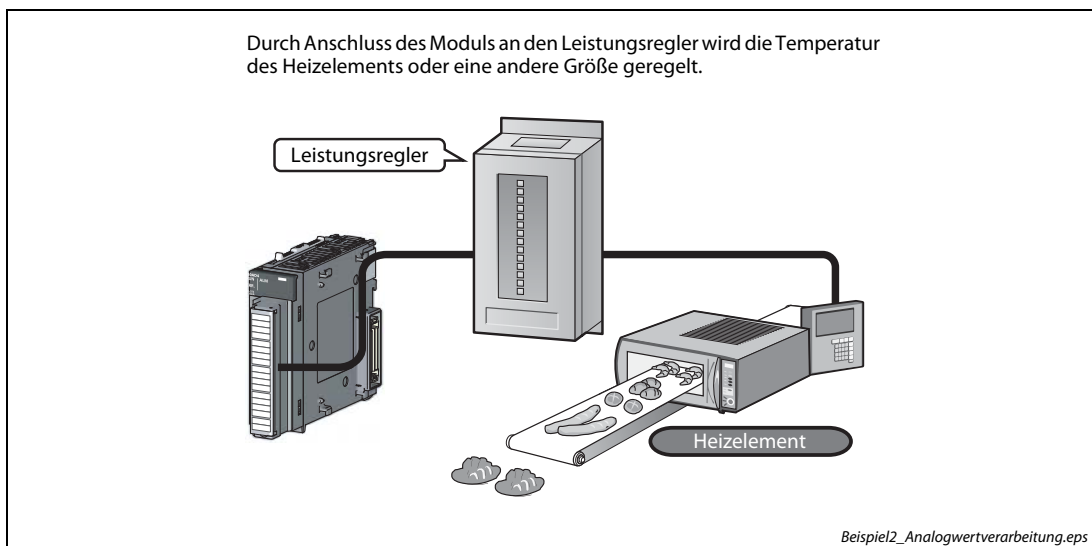 Durch Anschluss des Moduls an den Leistungsregler wird die Temperatur
des Heizelements oder eine andere Größe geregelt.
Leistungsregler
Heizelement
Beispiel2_Analogwertverarbeitung.eps